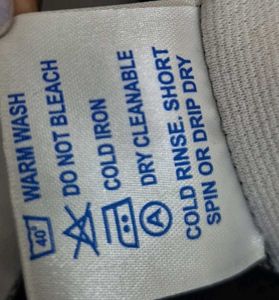 40° WARM WASH
DO NOT BLEACH
COLD IRON
A DRY CLEANABLE
COLD RINSE. SHORT
SPIN OR DRIP DRY